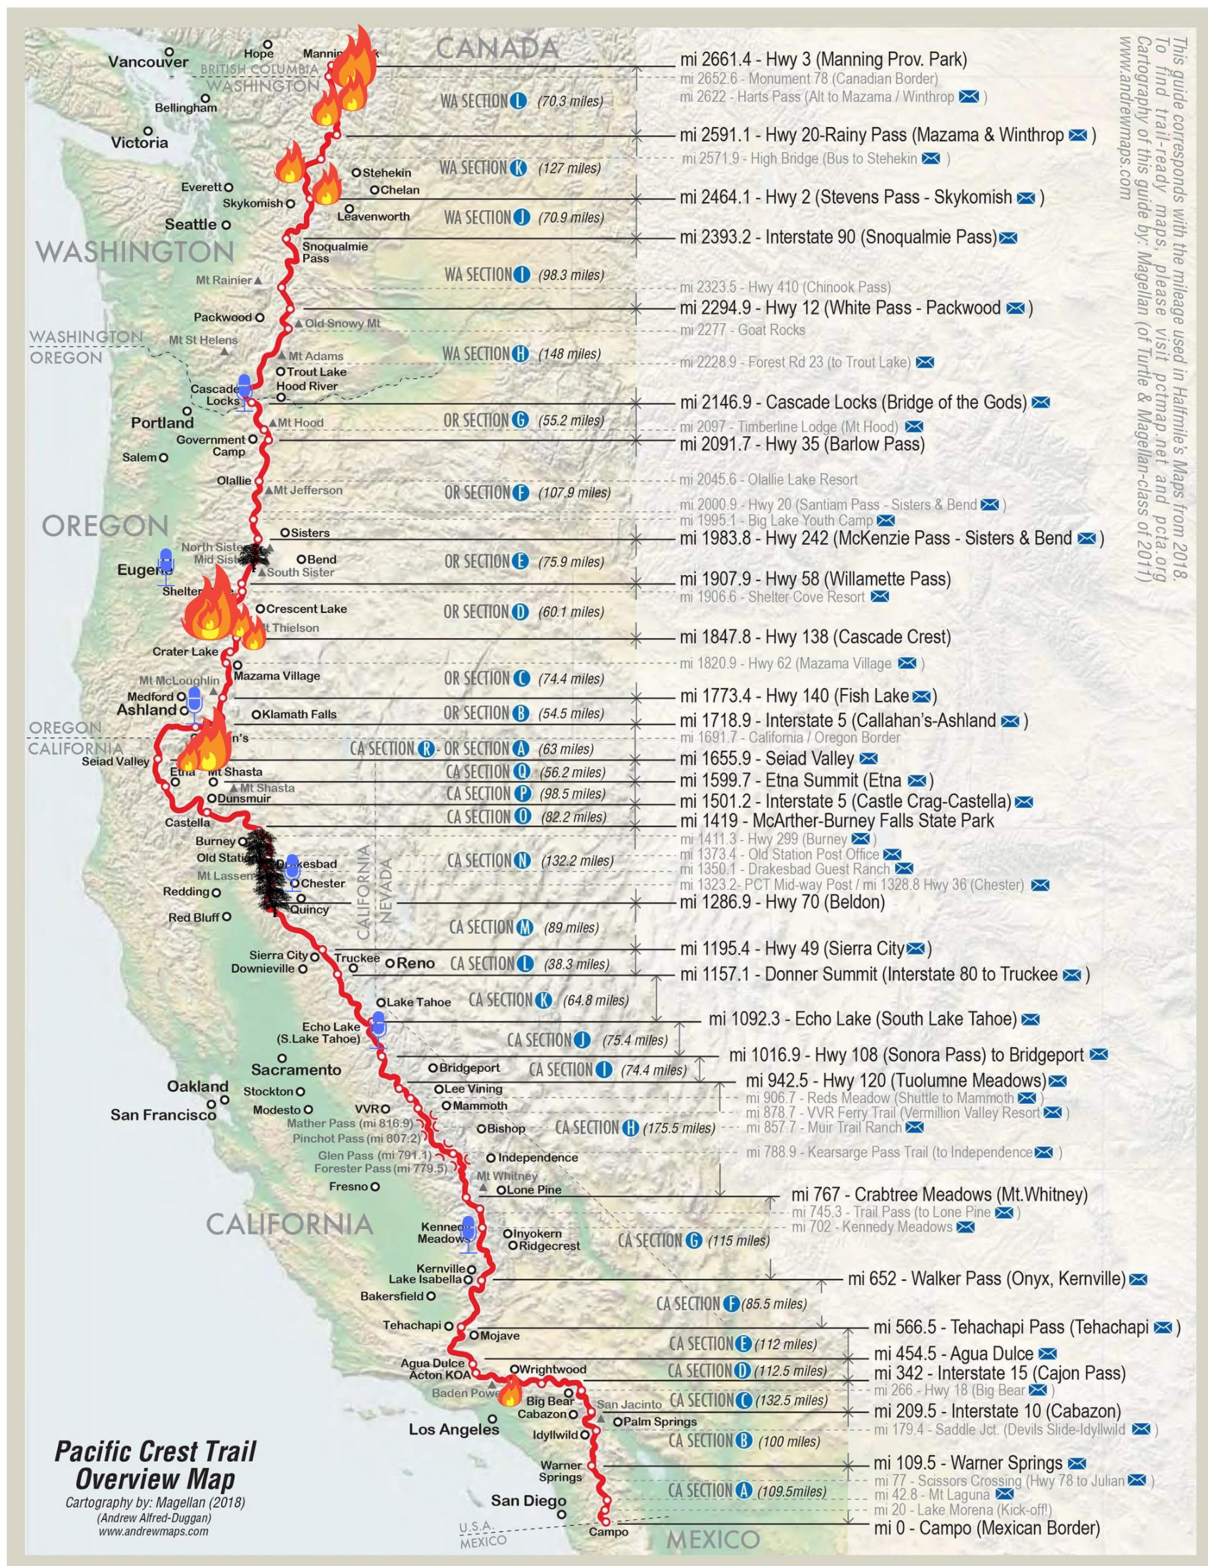 CANADA
Vancouver
Hope
Mannin
BRITISH COLUMBIA
WASHINGTON
Bellingham
Victoria
Stehekin
Chelan
Everett
Skykomish
Leavenworth
Seattle
WASHINGTON
Snoqualmie
Pass
Mt Rainier
Packwood
Old Snowy Mt
WASHINGTON
OREGON
Mt St Helens
Mt Adams
Trout Lake
Hood River
Cascade
Locks
Portland
Mt Hood
Government
Camp
Salem
Olallie
Mt Jefferson
OREGON
Sisters
North Siste
Mid Sist
Bend
Eugene
South Sister
Shelter
Crescent Lake
t Thielson
Crater Lake
Mazama Village
Mt McLoughlin
Medford
Ashland
Klamath Falls
OREGON
CALIFORNIA
n's
Seiad Valley
Etna
Mt Shasta
Mt Shasta
Dunsmuir
Castella
Burney
Old Stati
Drakesbad
Mt Lassen
Chester
Redding
Quincy
Red Bluff
CALIFORNIA
NEVADA
Sierra City
Truckee
Reno
Downieville
Lake Tahoe
Echo Lake
(S.Lake Tahoe)
Sacramento
Bridgeport
Oakland
Stockton
Lee Vining
San Francisco
Modesto
VVR
Mammoth
Mather Pass (mi 816.9)
Bishop
Pinchot Pass (mi 807.2)
Glen Pass (mi 791.1)
Independence
Forester Pass (mi 779.5)
Mt Whitney
Fresno
Lone Pine
CALIFORNIA
Kennedy
Meadows
Inyokern
Ridgecrest
Kernville
Lake Isabella
Bakersfield
Tehachapi
Mojave
Agua Dulce
Acton KOA
Wrightwood
Baden Powe
Big Bear
Cabazon
San Jacinto
Palm Springs
Los Angeles
Idyllwild
Warner
Springs
San Diego
Campo
U.S.A.
MEXICO
MEXICO
WA SECTION L (70.3 miles)
WA SECTION K (127 miles)
WA SECTION J (70.9 miles)
WA SECTION I (98.3 miles)
WA SECTION H (148 miles)
OR SECTION G (55.2 miles)
OR SECTION F (107.9 miles)
OR SECTION E (75.9 miles)
OR SECTION D (60.1 miles)
OR SECTION C (74.4 miles)
OR SECTION B (54.5 miles)
CA SECTION R - OR SECTION A (63 miles)
CA SECTION Q (56.2 miles)
CA SECTION P (98.5 miles)
CA SECTION O (82.2 miles)
CA SECTION N (132.2 miles)
CA SECTION M (89 miles)
CA SECTION L (38.3 miles)
CA SECTION K (64.8 miles)
CA SECTION J (75.4 miles)
CA SECTION I (74.4 miles)
CA SECTION H (175.5 miles)
CA SECTION G (115 miles)
CA SECTION F (85.5 miles)
CA SECTION E (112 miles)
CA SECTION D (112.5 miles)
CA SECTION C (132.5 miles)
CA SECTION B (100 miles)
CA SECTION A (109.5miles)
mi 2661.4 - Hwy 3 (Manning Prov. Park)
mi 2652.6 - Monument 78 (Canadian Border)
mi 2622 - Harts Pass (Alt to Mazama / Winthrop )
mi 2591.1 - Hwy 20-Rainy Pass (Mazama & Winthrop )
mi 2571.9 - High Bridge (Bus to Stehekin )
mi 2464.1 - Hwy 2 (Stevens Pass - Skykomish )
mi 2393.2 - Interstate 90 (Snoqualmie Pass)
mi 2323.5 - Hwy 410 (Chinook Pass)
mi 2294.9 - Hwy 12 (White Pass - Packwood )
mi 2277 - Goat Rocks
mi 2228.9 - Forest Rd 23 (to Trout Lake)
mi 2146.9 - Cascade Locks (Bridge of the Gods)
mi 2097 - Timberline Lodge (Mt Hood)
mi 2091.7 - Hwy 35 (Barlow Pass)
mi 2045.6 - Olallie Lake Resort
mi 2000.9 - Hwy 20 (Santiam Pass - Sisters & Bend )
mi 1995.1 - Big Lake Youth Camp
mi 1983.8 - Hwy 242 (McKenzie Pass - Sisters & Bend )
mi 1907.9 - Hwy 58 (Willamette Pass)
mi 1906.6 - Shelter Cove Resort
mi 1847.8 - Hwy 138 (Cascade Crest)
mi 1820.9 - Hwy 62 (Mazama Village )
mi 1773.4 - Hwy 140 (Fish Lake )
mi 1718.9 - Interstate 5 (Callahan's-Ashland )
mi 1691.7 - California / Oregon Border
mi 1655.9 - Seiad Valley
mi 1599.7 - Etna Summit (Etna )
mi 1501.2 - Interstate 5 (Castle Crag-Castella)
mi 1419 - McArther-Burney Falls State Park
mi 1411.3 - Hwy 299 (Burney )
mi 1373.4 - Old Station Post Office
mi 1350.1 - Drakesbad Guest Ranch
mi 1323.2- PCT Mid-way Post / mi 1328.8 Hwy 36 (Chester)
mi 1286.9 - Hwy 70 (Beldon)
mi 1195.4 - Hwy 49 (Sierra City )
mi 1157.1 - Donner Summit (Interstate 80 to Truckee )
mi 1092.3 - Echo Lake (South Lake Tahoe)
mi 1016.9 - Hwy 108 (Sonora Pass) to Bridgeport
mi 942.5 - Hwy 120 (Tuolumne Meadows)
mi 906.7 - Reds Meadow (Shuttle to Mammoth )
mi 878.7 - VVR Ferry Trail (Vermillion Valley Resort )
mi 857.7 - Muir Trail Ranch
mi 788.9 - Kearsarge Pass Trail (to Independence )
mi 767 - Crabtree Meadows (Mt.Whitney)
mi 745.3 - Trail Pass (to Lone Pine )
mi 702 - Kennedy Meadows
mi 652 - Walker Pass (Onyx, Kernville)
mi 566.5 - Tehachapi Pass (Tehachapi )
mi 454.5 - Agua Dulce
mi 342 - Interstate 15 (Cajon Pass)
mi 266 - Hwy 18 (Big Bear )
mi 209.5 - Interstate 10 (Cabazon)
mi 179.4 - Saddle Jct. (Devils Slide-Idyllwild )
mi 109.5 - Warner Springs
mi 77 - Scissors Crossing (Hwy 78 to Julian )
mi 42.8 - Mt Laguna
mi 20 - Lake Morena (Kick-off!)
mi 0 - Campo (Mexican Border)
This guide corresponds with the mileage used in Halfmile's Maps from 2018.
To find trail-ready maps, please visit pctmap.net and pcta.org
Cartography of this guide by: Magellan (of Turtle & Magellan-class of 2011)
www.andrewmaps.com
Pacific Crest Trail
Overview Map
Cartography by: Magellan (2018)
(Andrew Alfred-Duggan)
www.andrewmaps.com